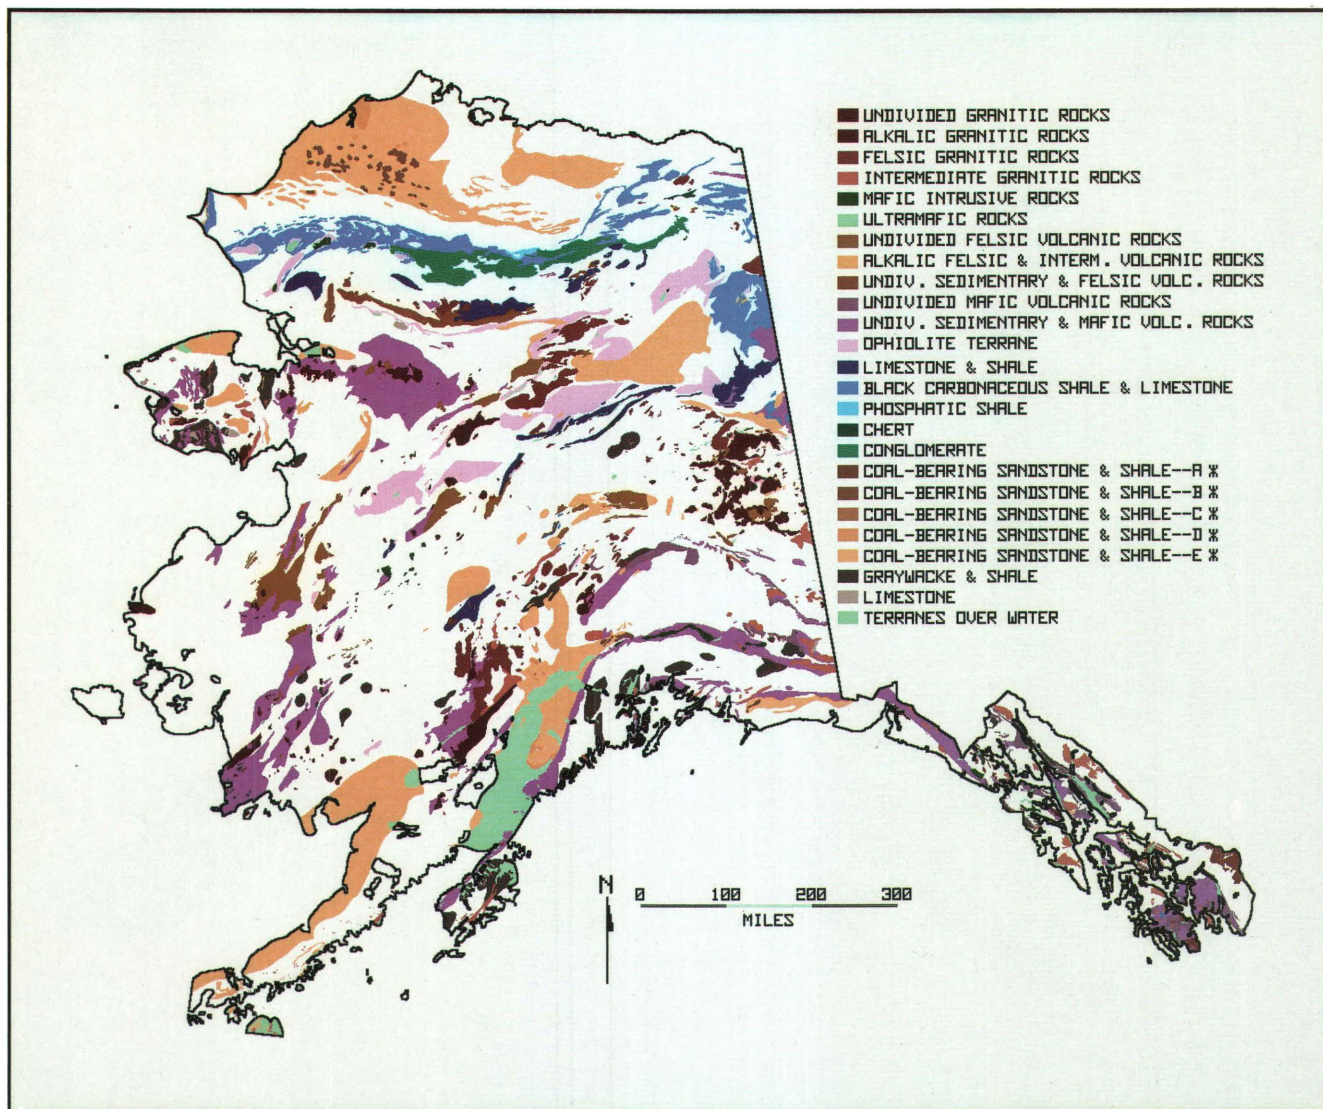 UNDIVIDED GRANITIC ROCKS
ALKALIC GRANITIC ROCKS
FELSIC GRANITIC ROCKS
INTERMEDIATE GRANITIC ROCKS
MAFIC INTRUSIVE ROCKS
ULTRAMAFIC ROCKS
UNDIVIDED FELSIC VOLCANIC ROCKS
ALKALIC FELSIC & INTERM. VOLCANIC ROCKS
UNDIV. SEDIMENTARY & FELSIC VOLC. ROCKS
UNDIVIDED MAFIC VOLCANIC ROCKS
UNDIV. SEDIMENTARY & MAFIC VOLC. ROCKS
OPHIOLITE TERRANE
LIMESTONE & SHALE
BLACK CARBONACEOUS SHALE & LIMESTONE
PHOSPHATIC SHALE
CHERT
CONGLOMERATE
COAL-BEARING SANDSTONE & SHALE--A *
COAL-BEARING SANDSTONE & SHALE--B *
COAL-BEARING SANDSTONE & SHALE--C *
COAL-BEARING SANDSTONE & SHALE--D *
COAL-BEARING SANDSTONE & SHALE--E *
GRAYWACKE & SHALE
LIMESTONE
TERRANES OVER WATER
N
0 100 200 300
MILES